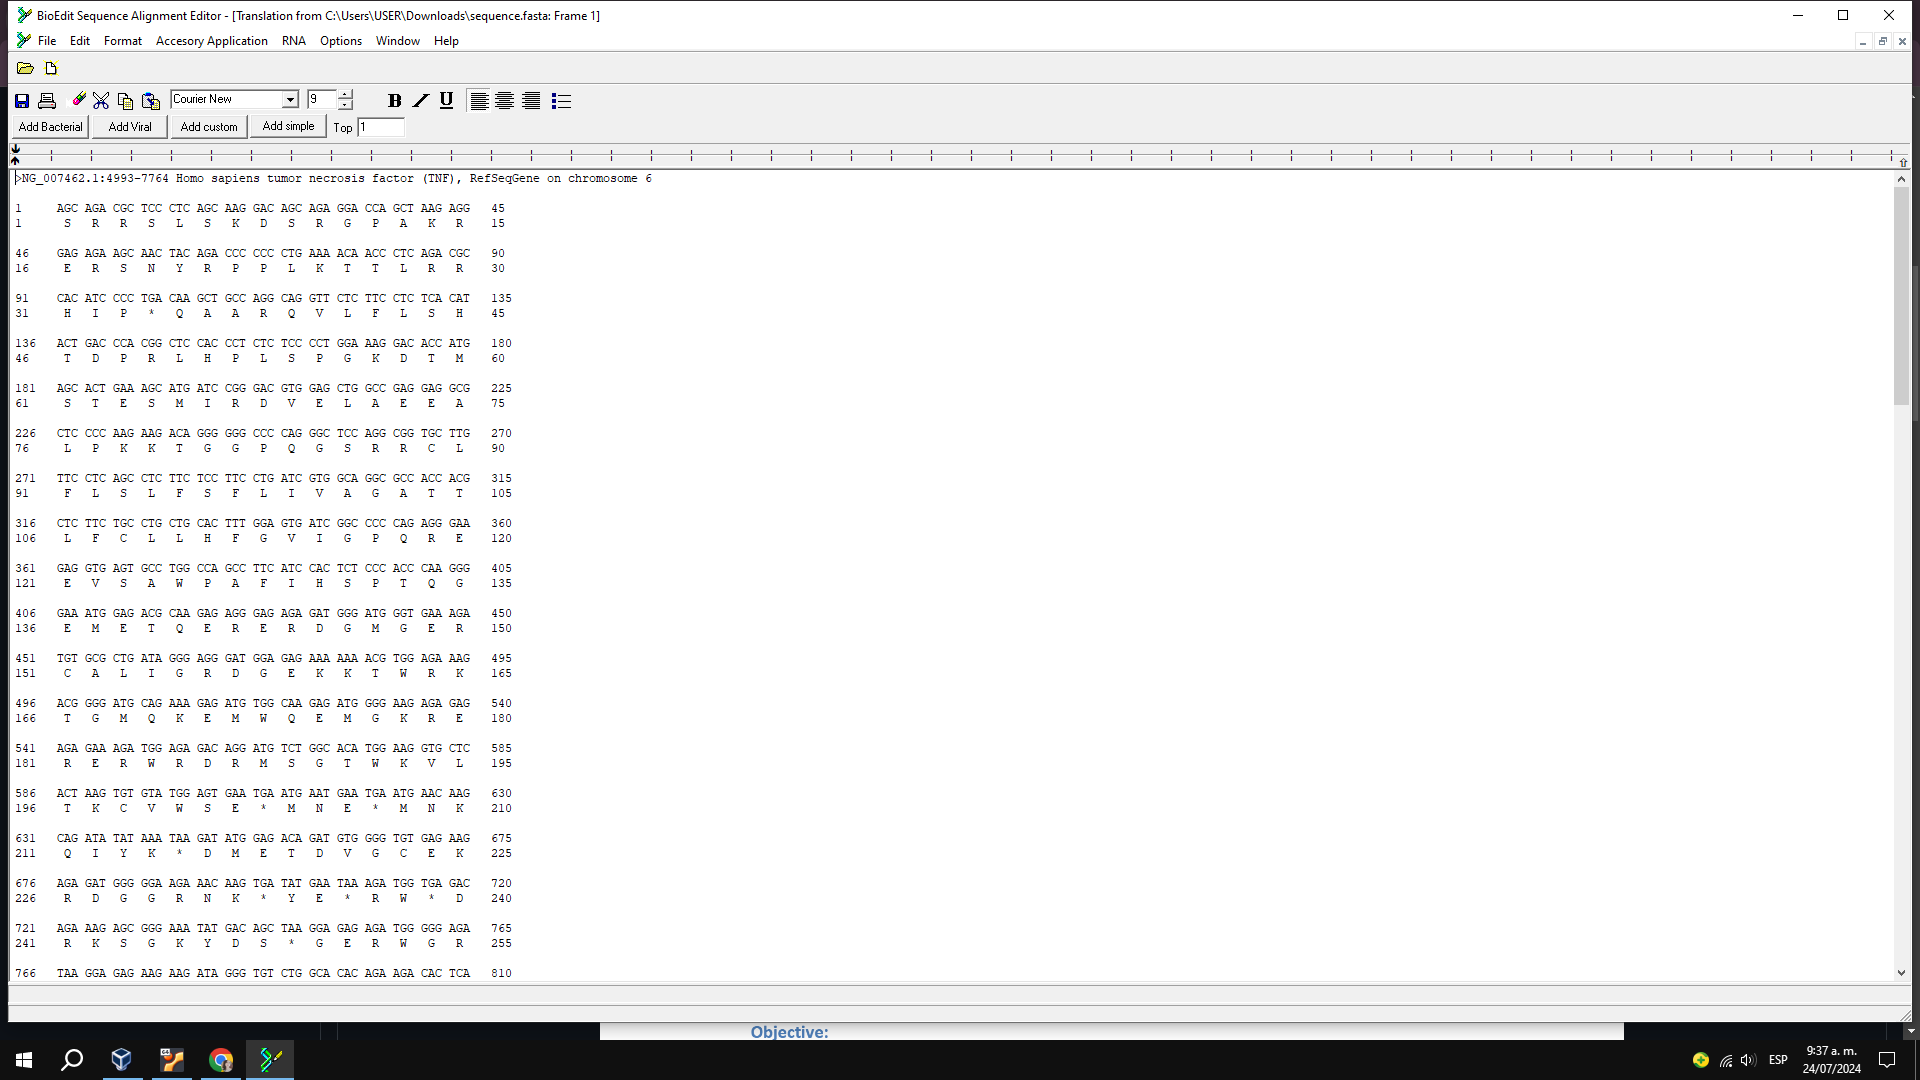 BioEdit Sequence Alignment Editor - [Translation from C:\Users\USER\Downloads\sequence.fasta: Frame 1]
File Edit Format Accesory Application RNA Options Window Help
Courier New 9 B I U
Add Bacterial Add Viral Add custom Add simple Top 1
>NG_007462.1:4993-7764 Homo sapiens tumor necrosis factor (TNF), RefSeqGene on chromosome 6
1 AGC AGA CGC TCC CTC AGC AAG GAC AGC AGA GGA CCA GCT AAG AGG 45
1 S R R S L S K D S R G P A K R 15
46 GAG AGA AGC AAC TAC AGA CCC CCC CTG AAA ACA ACC CTC AGA CGC 90
16 E R S N Y R P P L K T T L R R 30
91 CAC ATC CCC TGA CAA GCT GCC AGG CAG GTT CTC TTC CTC TCA CAT 135
31 H I P * Q A A R Q V L F L S H 45
136 ACT GAC CCA CGG CTC CAC CCT CTC TCC CCT GGA AAG GAC ACC ATG 180
46 T D P R L H P L S P G K D T M 60
181 AGC ACT GAA AGC ATG ATC CGG GAC GTG GAG CTG GCC GAG GAG GCG 225
61 S T E S M I R D V E L A E E A 75
226 CTC CCC AAG AAG ACA GGG GGG CCC CAG GGC TCC AGG CGG TGC TTG 270
76 L P K K T G G P Q G S R R C L 90
271 TTC CTC AGC CTC TTC TCC TTC CTG ATC GTG GCA GGC GCC ACC ACG 315
91 F L S L F S F L I V A G A T T 105
316 CTC TTC TGC CTG CTG CAC TTT GGA GTG ATC GGC CCC CAG AGG GAA 360
106 L F C L L H F G V I G P Q R E 120
361 GAG GTG AGT GCC TGG CCA GCC TTC ATC CAC TCT CCC ACC CAA GGG 405
121 E V S A W P A F I H S P T Q G 135
406 GAA ATG GAG ACG CAA GAG AGG GAG AGA GAT GGG ATG GGT GAA AGA 450
136 E M E T Q E R E R D G M G E R 150
451 TGT GCG CTG ATA GGG AGG GAT GGA GAG AAA AAA ACG TGG AGA AAG 495
151 C A L I G R D G E K K T W R K 165
496 ACG GGG ATG CAG AAA GAG ATG TGG CAA GAG ATG GGG AAG AGA GAG 540
166 T G M Q K E M W Q E M G K R E 180
541 AGA GAA AGA TGG AGA GAC AGG ATG TCT GGC ACA TGG AAG GTG CTC 585
181 R E R W R D R M S G T W K V L 195
586 ACT AAG TGT GTA TGG AGT GAA TGA ATG AAT GAA TGA ATG AAC AAG 630
196 T K C V W S E * M N E * M N K 210
631 CAG ATA TAT AAA TAA GAT ATG GAG ACA GAT GTG GGG TGT GAG AAG 675
211 Q I Y K * D M E T D V G C E K 225
676 AGA GAT GGG GGA AGA AAC AAG TGA TAT GAA TAA AGA TGG TGA GAC 720
226 R D G G R N K * Y E * R W * D 240
721 AGA AAG AGC GGG AAA TAT GAC AGC TAA GGA GAG AGA TGG GGG AGA 765
241 R K S G K Y D S * G E R W G R 255
766 TAA GGA GAG AAG AAG ATA GGG TGT CTG GCA CAC AGA AGA CAC TCA 810
Objective:
ESP
9:37 a. m.
24/07/2024